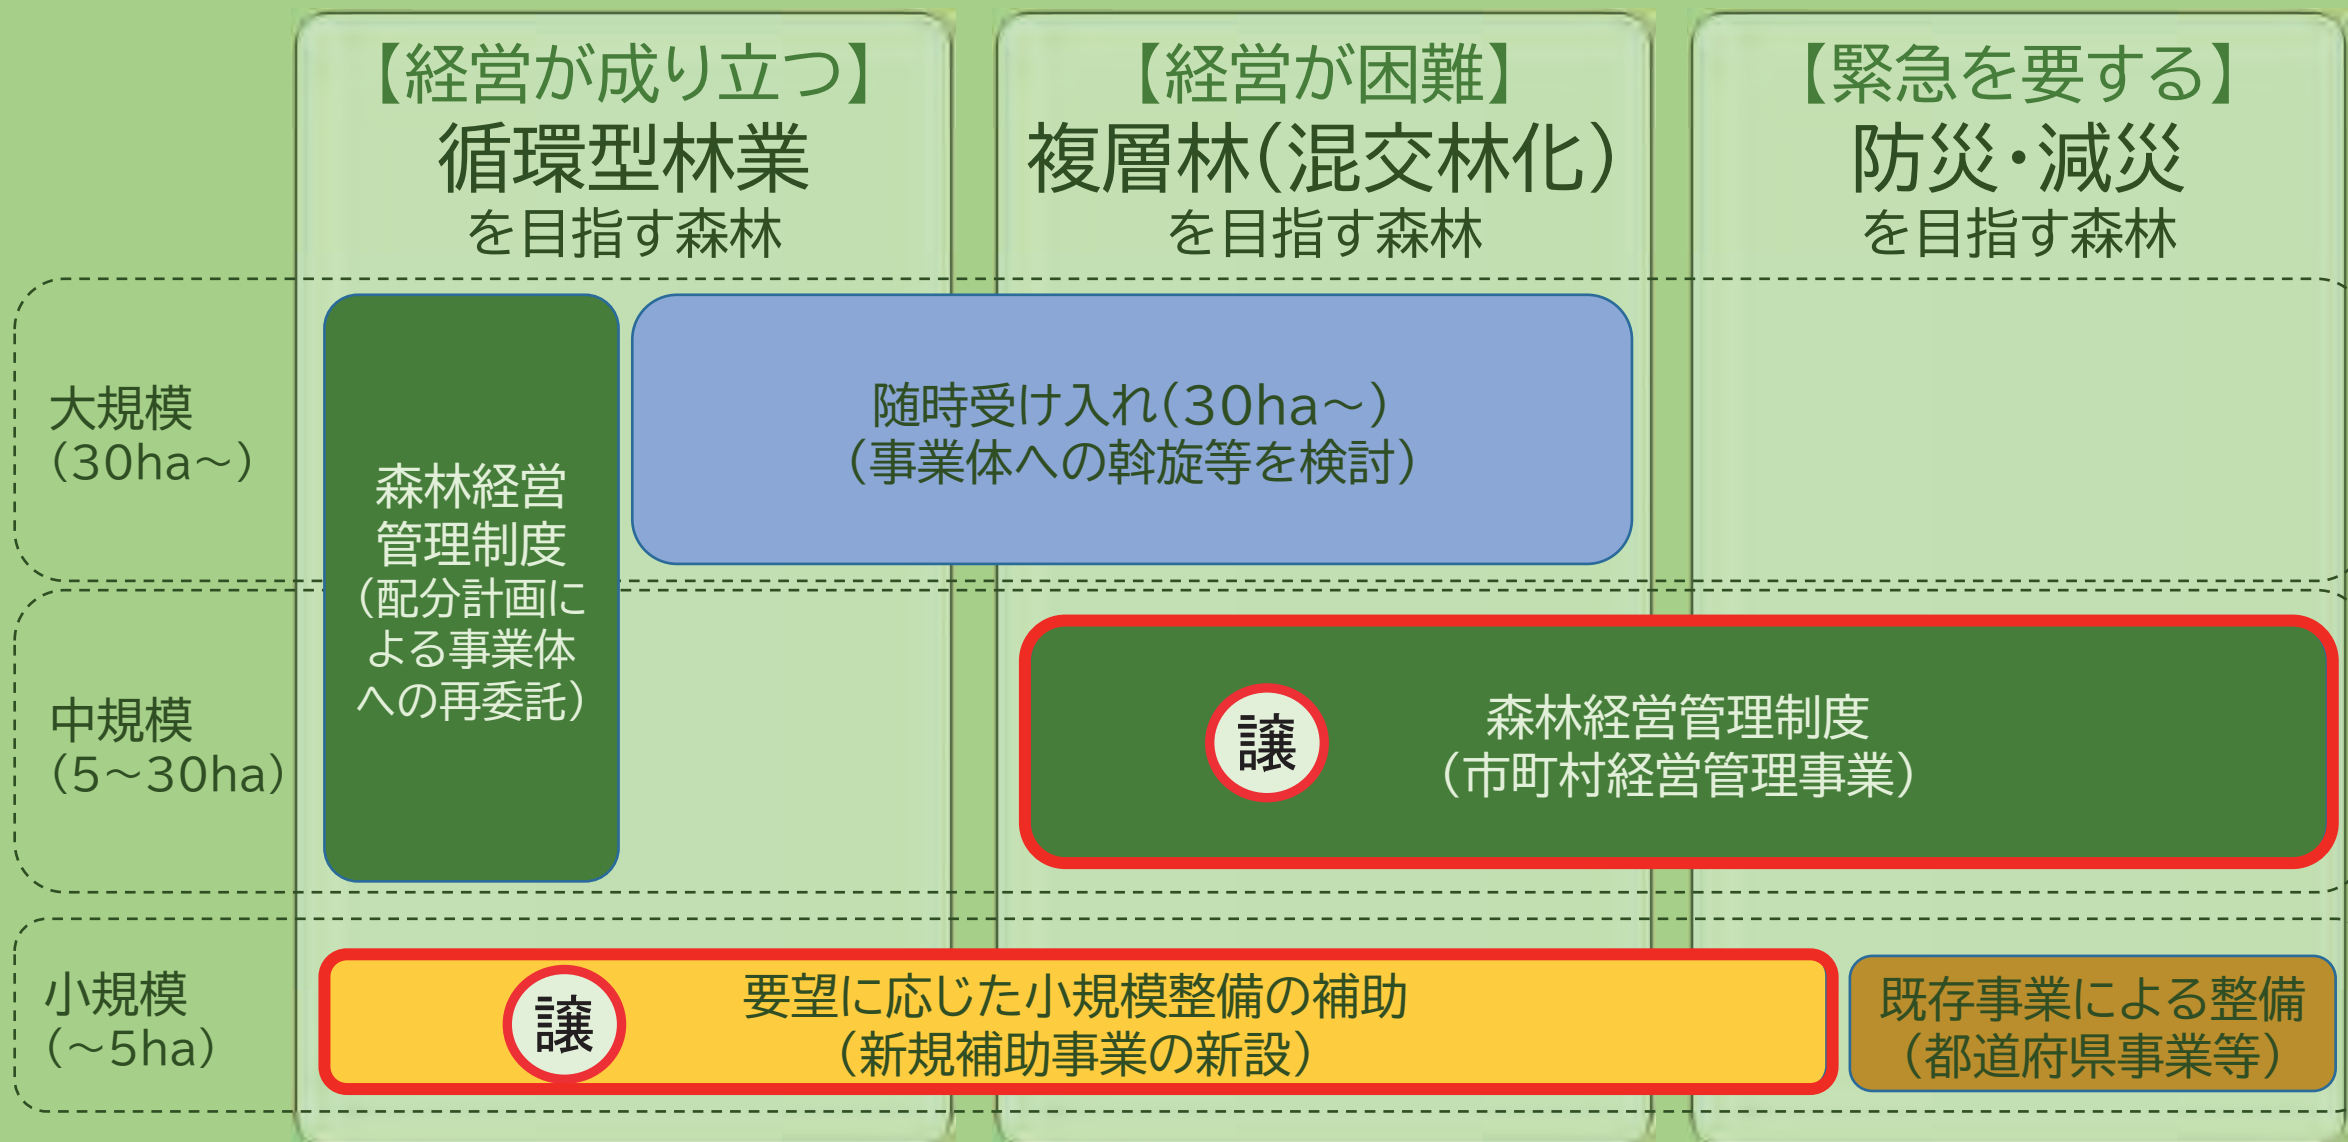 【経営が成り立つ】
循環型林業
を目指す森林
【経営が困難】
複層林(混交林化)
を目指す森林
【緊急を要する】
防災・減災
を目指す森林
大規模
(30ha～)
森林経営
管理制度
(配分計画に
よる事業体
への再委託)
随時受け入れ(30ha～)
(事業体への斡旋等を検討)
中規模
(5～30ha)
譲
森林経営管理制度
(市町村経営管理事業)
小規模
(～5ha)
譲
要望に応じた小規模整備の補助
(新規補助事業の新設)
既存事業による整備
(都道府県事業等)